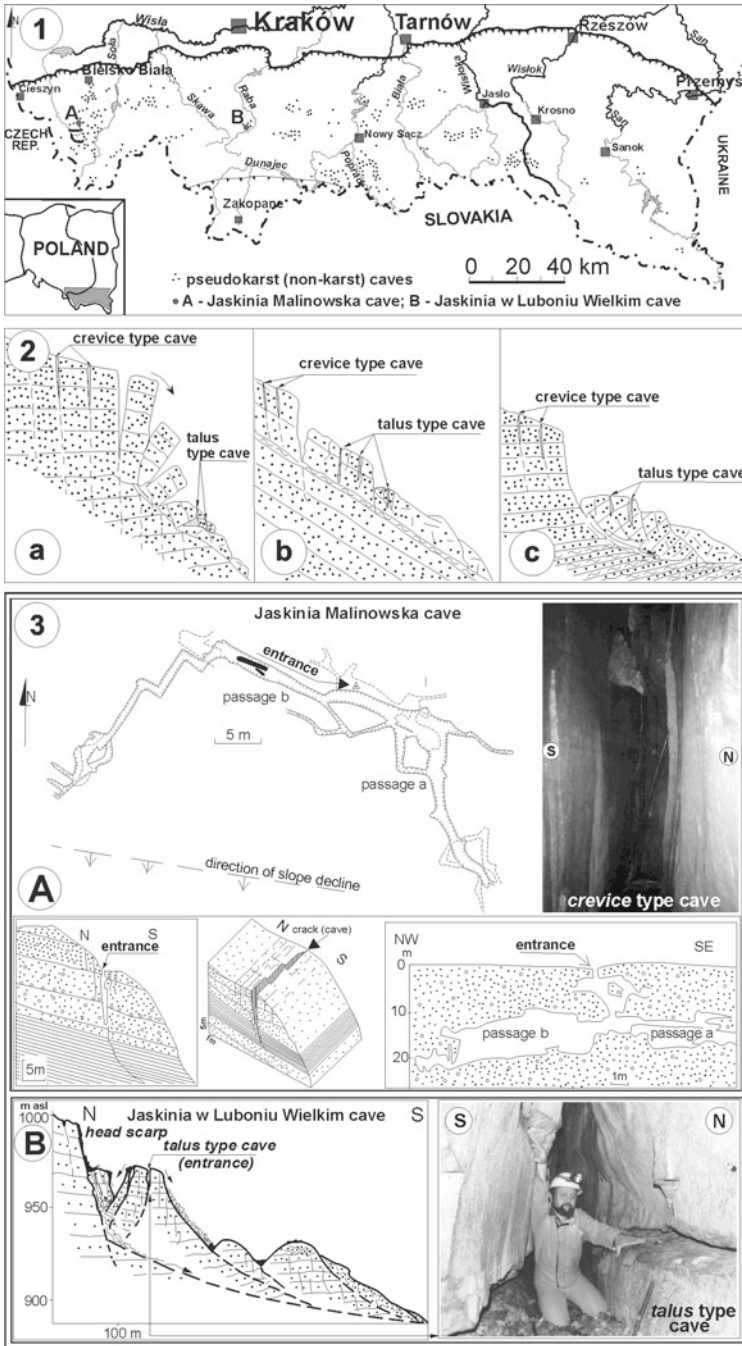 1
N
Wisła
Kraków
Tarnów
Rzeszów
San
Soła
Bielsko Biała
Cieszyn
A
Skawa
Raba
B
Biała
Wisłoka
Wisłok
Jasło
Krosno
Przemyśl
San
Sanok
CZECH
REP.
Nowy Sącz
Dunajec
Poprad
Zakopane
UKRAINE
SLOVAKIA
POLAND
pseudokarst (non-karst) caves
0 20 40 km
A - Jaskinia Malinowska cave; B - Jaskinia w Luboniu Wielkim cave
2
crevice type cave
talus
type cave
a
crevice type cave
talus type cave
b
crevice type cave
talus type cave
c
3
Jaskinia Malinowska cave
N
entrance
passage b
5 m
passage a
direction of slope decline
A
S
N
crevice type cave
N S
entrance
5m
N crack (cave)
S
5m
1m
NW
m
entrance
SE
0
10
20
passage b
passage a
1m
B
m asl
1000
N Jaskinia w Luboniu Wielkim cave S
head scarp
talus type cave
(entrance)
950
900
100 m
S
N
talus type
cave